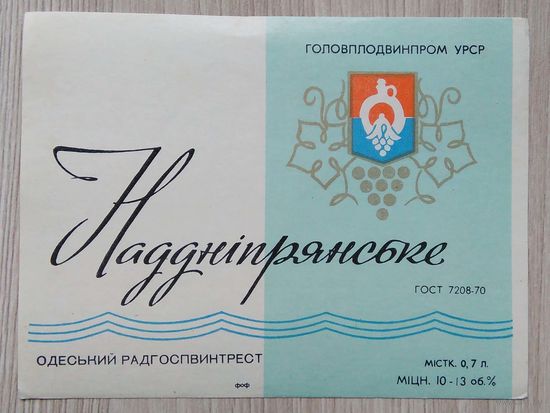 ГОЛОВПЛОДВИНПРОМ УРСР
Наддніпрянське
ГОСТ 7208-70
ОДЕСЬКИЙ РАДГОСПВИНТРЕСТ
МІСТК. 0,7 л.
фоф
МІЦН. 10-13 об.%